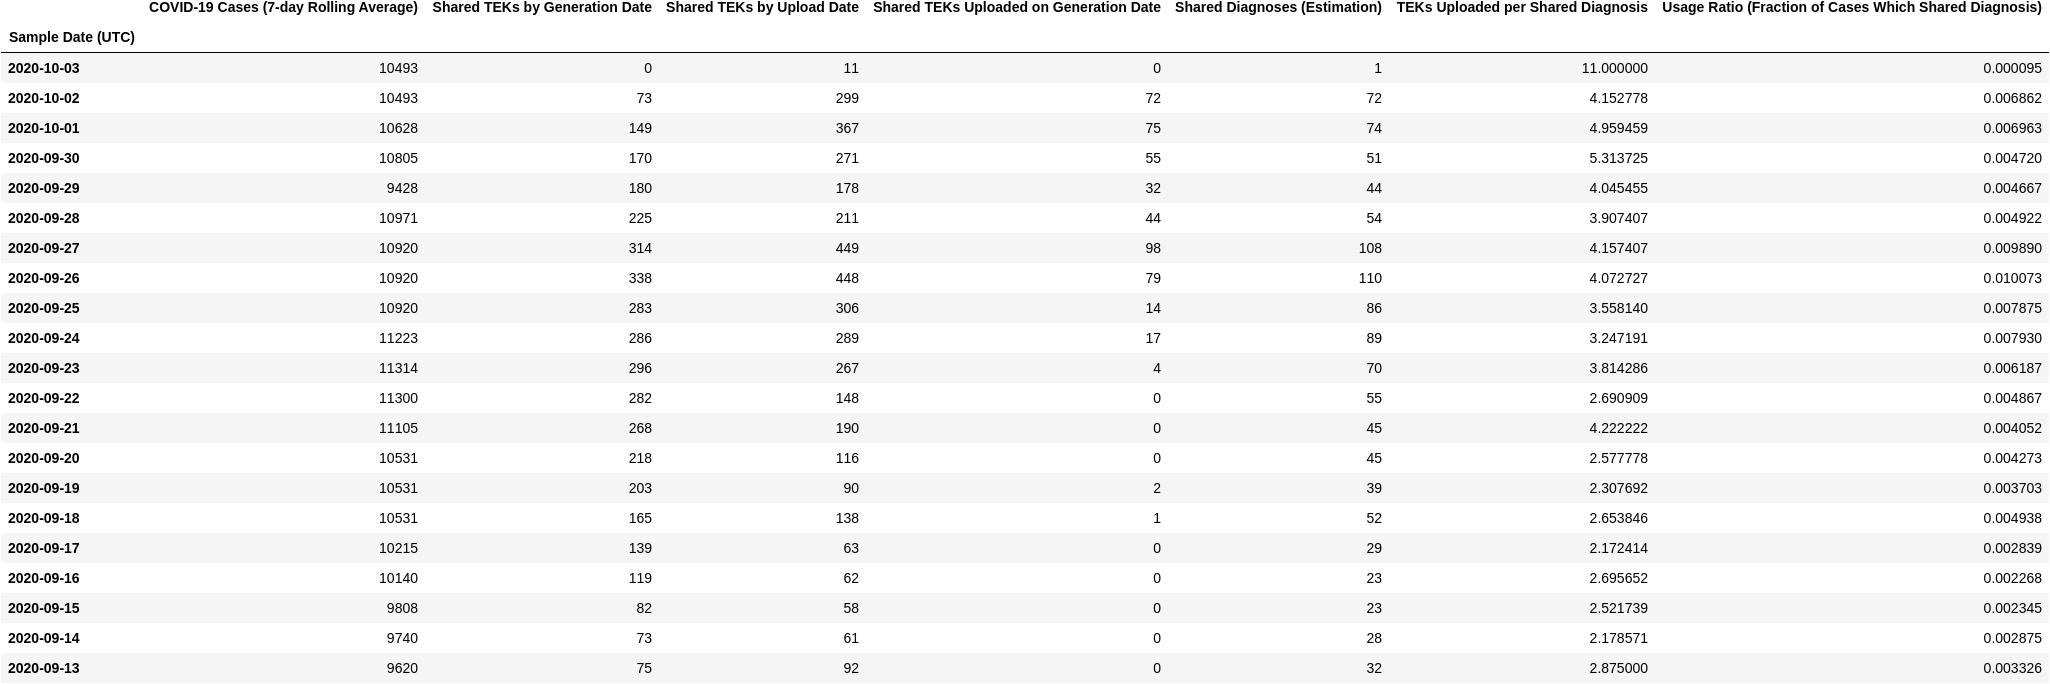 COVID-19 Cases (7-day Rolling Average) Shared TEKs by Generation Date Shared TEKs by Upload Date Shared TEKs Uploaded on Generation Date Shared Diagnoses (Estimation) TEKs Uploaded per Shared Diagnosis Usage Ratio (Fraction of Cases Which Shared Diagnosis)
Sample Date (UTC)
2020-10-03 10493 0 11 0 1 11.000000 0.000095
2020-10-02 10493 73 299 72 72 4.152778 0.006862
2020-10-01 10628 149 367 75 74 4.959459 0.006963
2020-09-30 10805 170 271 55 51 5.313725 0.004720
2020-09-29 9428 180 178 32 44 4.045455 0.004667
2020-09-28 10971 225 211 44 54 3.907407 0.004922
2020-09-27 10920 314 449 98 108 4.157407 0.009890
2020-09-26 10920 338 448 79 110 4.072727 0.010073
2020-09-25 10920 283 306 14 86 3.558140 0.007875
2020-09-24 11223 286 289 17 89 3.247191 0.007930
2020-09-23 11314 296 267 4 70 3.814286 0.006187
2020-09-22 11300 282 148 0 55 2.690909 0.004867
2020-09-21 11105 268 190 0 45 4.222222 0.004052
2020-09-20 10531 218 116 0 45 2.577778 0.004273
2020-09-19 10531 203 90 2 39 2.307692 0.003703
2020-09-18 10531 165 138 1 52 2.653846 0.004938
2020-09-17 10215 139 63 0 29 2.172414 0.002839
2020-09-16 10140 119 62 0 23 2.695652 0.002268
2020-09-15 9808 82 58 0 23 2.521739 0.002345
2020-09-14 9740 73 61 0 28 2.178571 0.002875
2020-09-13 9620 75 92 0 32 2.875000 0.003326